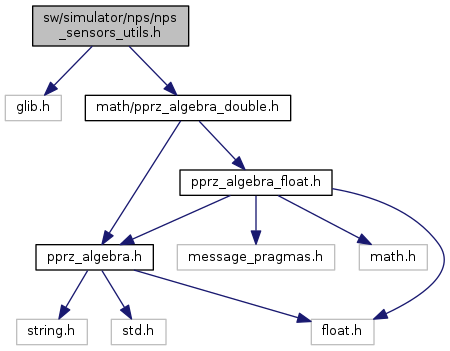 sw/simulator/nps/nps
_sensors_utils.h
glib.h
math/pprz_algebra_double.h
pprz_algebra_float.h
pprz_algebra.h
message_pragmas.h
math.h
string.h
std.h
float.h